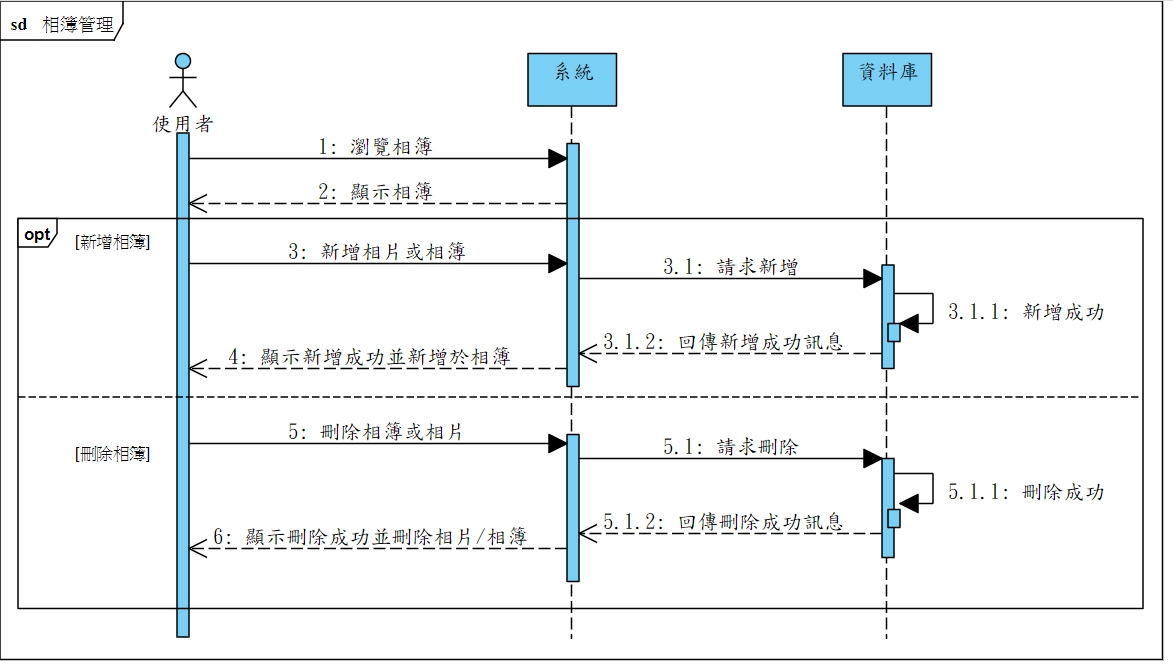 sd 相簿管理
使用者
系統
資料庫
1: 瀏覽相簿
2: 顯示相簿
opt
[新增相簿]
3: 新增相片或相簿
3.1: 請求新增
3.1.1: 新增成功
3.1.2: 回傳新增成功訊息
4: 顯示新增成功並新增於相簿
[刪除相簿]
5: 刪除相簿或相片
5.1: 請求刪除
5.1.1: 刪除成功
5.1.2: 回傳刪除成功訊息
6: 顯示刪除成功並刪除相片/相簿